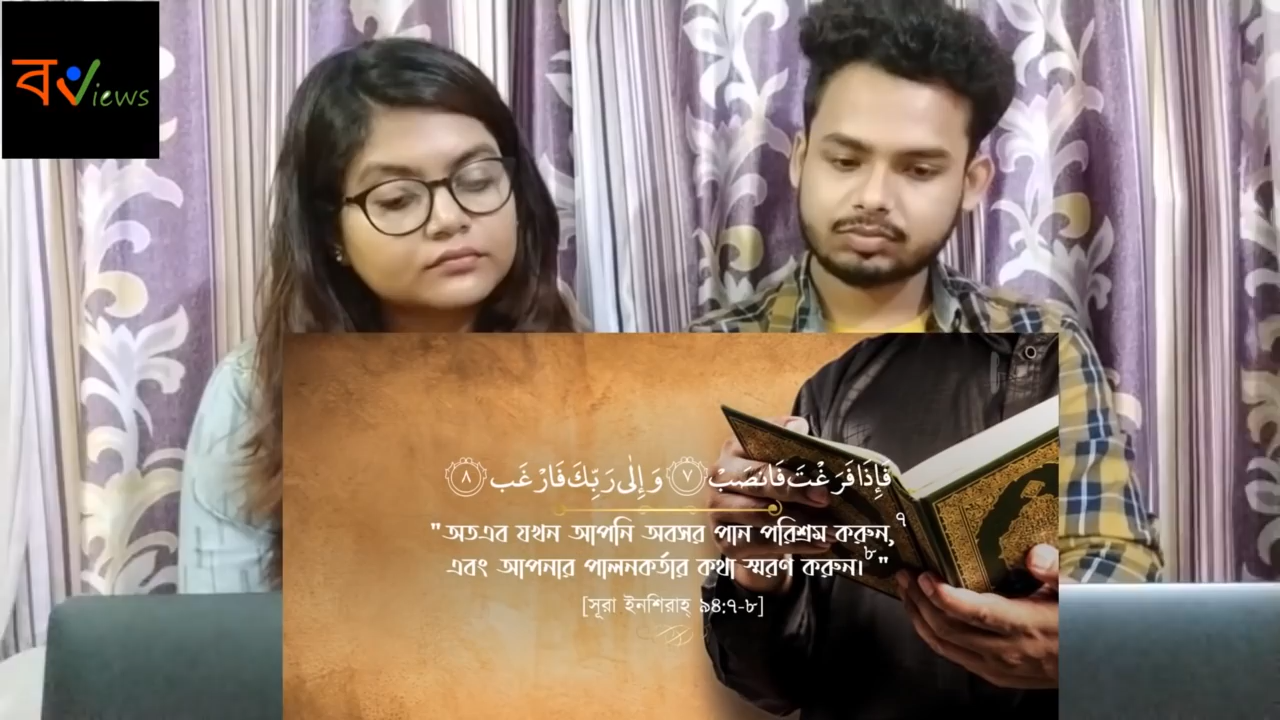 বংViews
فَإِذَا فَرَغْتَ فَانصَبْ ۝٧ وَإِلَىٰ رَبِّكَ فَارْغَب ۝٨
"অতএব যখন আপনি অবসর পান পরিশ্রম করুন,৭
এবং আপনার পালনকর্তার কথা স্মরণ করুন।৮"
[সূরা ইনশিরাহ্ ৯৪:৭-৮]